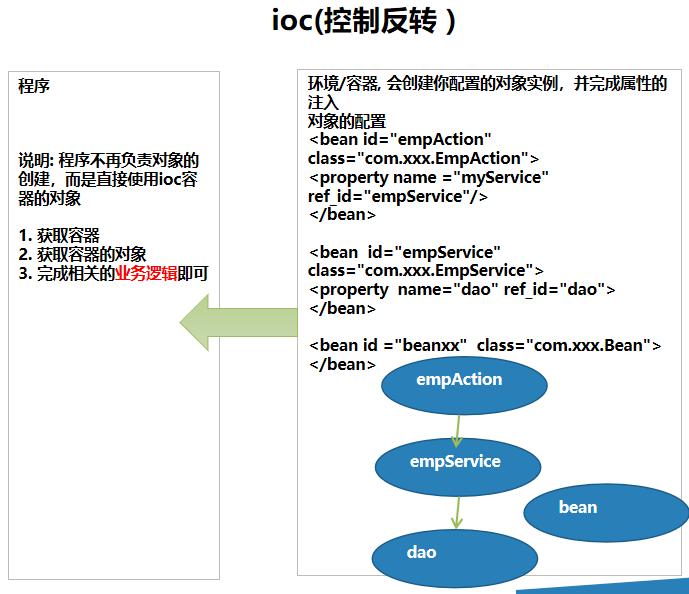 ioc(控制反转 )
程序
说明: 程序不再负责对象的
创建，而是直接使用ioc容
器的对象
1. 获取容器
2. 获取容器的对象
3. 完成相关的业务逻辑即可
环境/容器, 会创建你配置的对象实例，并完成属性的
注入
对象的配置
<bean id="empAction"
class="com.xxx.EmpAction">
<property name ="myService"
ref_id="empService"/>
</bean>
<bean  id="empService"
class="com.xxx.EmpService">
<property  name="dao" ref_id="dao">
</bean>
<bean id ="beanxx"  class="com.xxx.Bean">
</bean>
empAction
empService
bean
dao